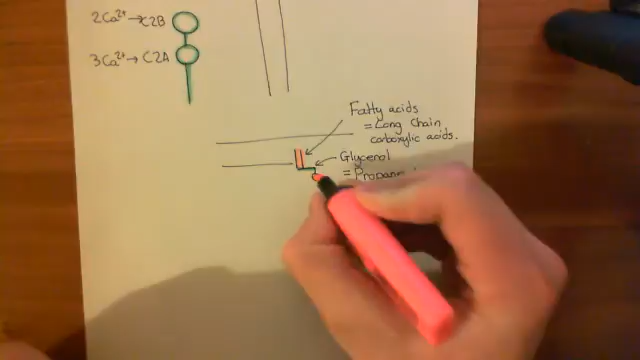 2Ca²⁺→C2B
3Ca²⁺→C2A
Fatty acids
=Long Chain
carboxylic acids.
Glycerol
=